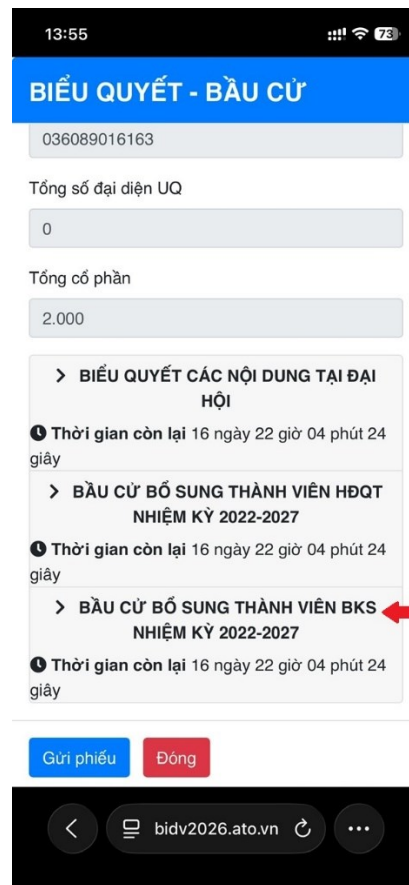 13:55
73
BIỂU QUYẾT - BẦU CỬ
036089016163
Tổng số đại diện UQ
0
Tổng cổ phần
2.000
BIỂU QUYẾT CÁC NỘI DUNG TẠI ĐẠI
HỘI
Thời gian còn lại 16 ngày 22 giờ 04 phút 24
giây
BẦU CỬ BỔ SUNG THÀNH VIÊN HĐQT
NHIỆM KỲ 2022-2027
Thời gian còn lại 16 ngày 22 giờ 04 phút 24
giây
BẦU CỬ BỔ SUNG THÀNH VIÊN BKS
NHIỆM KỲ 2022-2027
Thời gian còn lại 16 ngày 22 giờ 04 phút 24
giây
Gửi phiếu Đóng
bidv2026.ato.vn